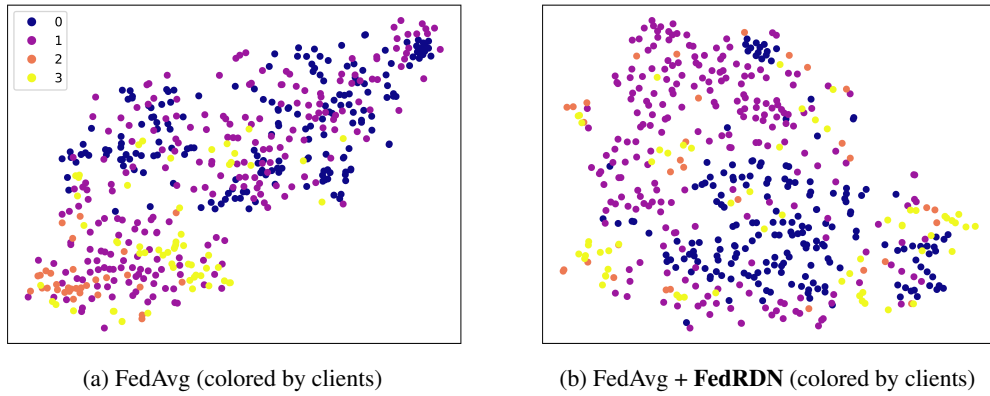 0
1
2
3
(a) FedAvg (colored by clients)
(b) FedAvg + FedRDN (colored by clients)